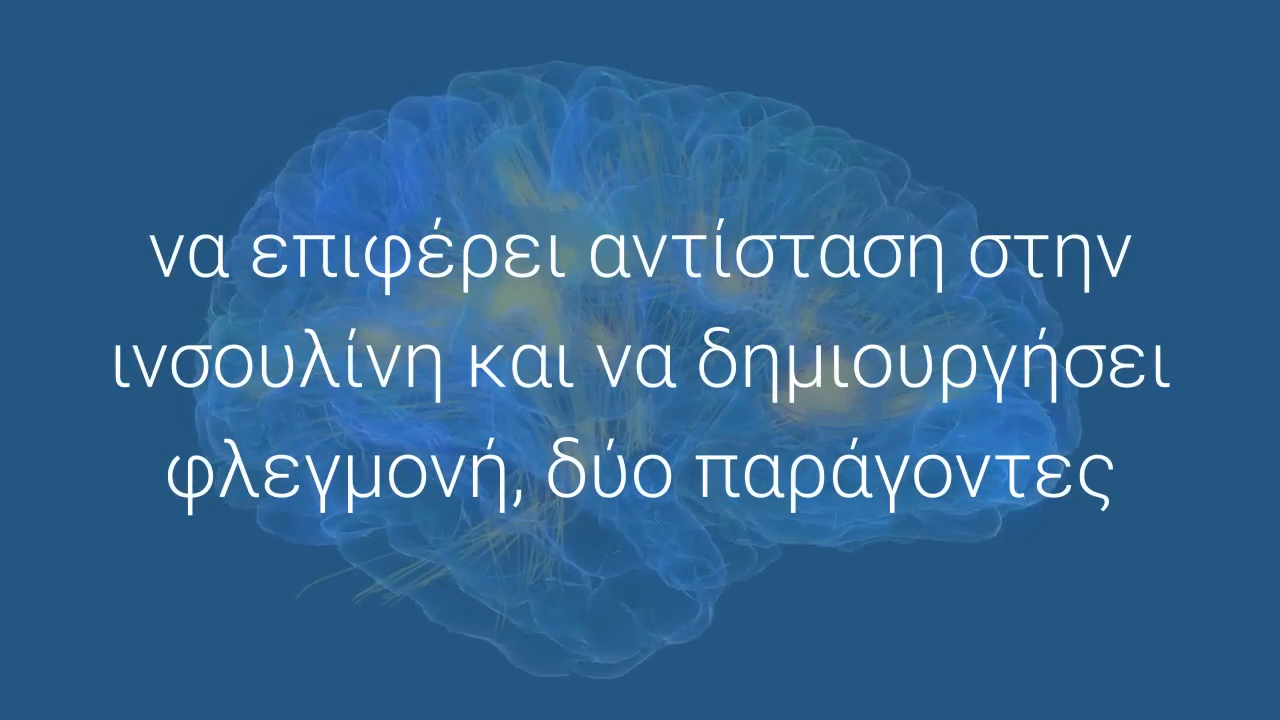 να επιφέρει αντίσταση στην
ινσουλίνη και να δημιουργήσει
φλεγμονή, δύο παράγοντες